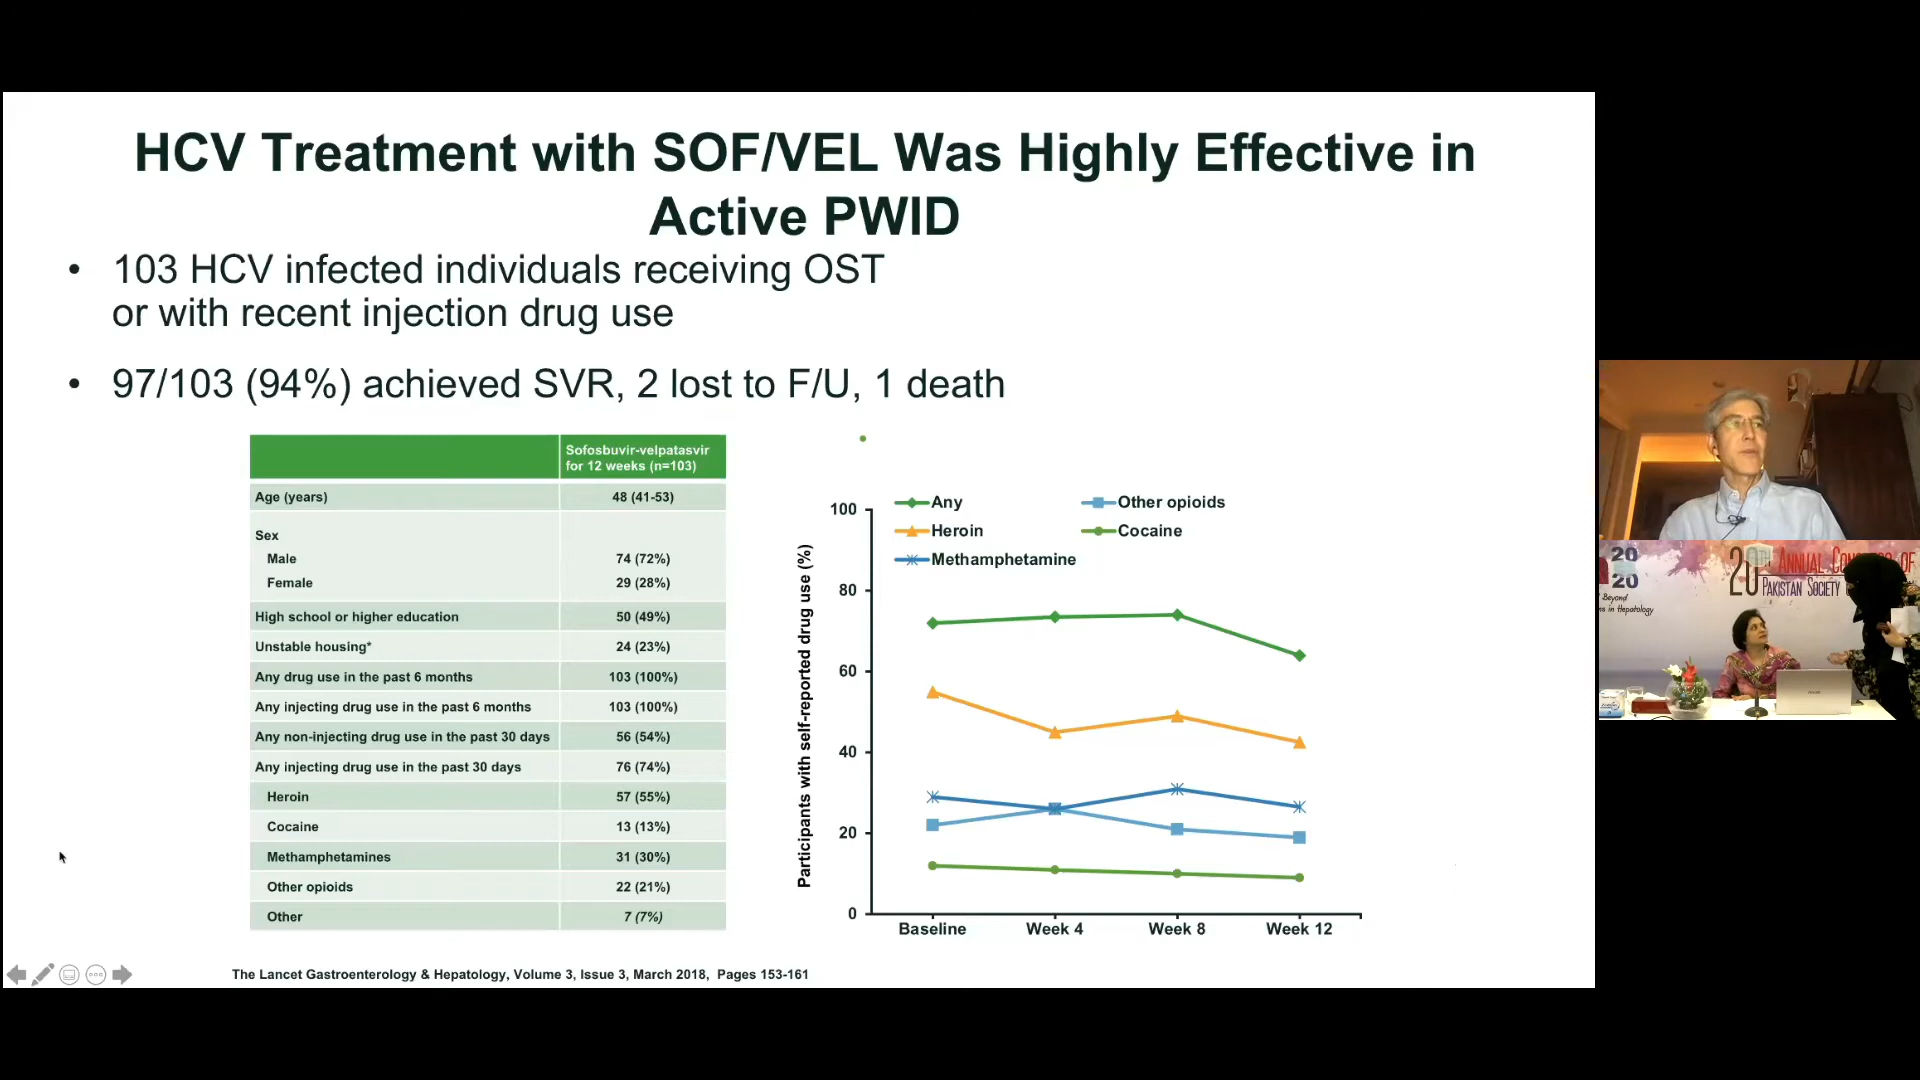 HCV Treatment with SOF/VEL Was Highly Effective in
Active PWID
• 103 HCV infected individuals receiving OST
or with recent injection drug use
• 97/103 (94%) achieved SVR, 2 lost to F/U, 1 death
Sofosbuvir-velpatasvir
for 12 weeks (n=103)
Age (years) 48 (41-53)
Sex
Male 74 (72%)
Female 29 (28%)
High school or higher education 50 (49%)
Unstable housing* 24 (23%)
Any drug use in the past 6 months 103 (100%)
Any injecting drug use in the past 6 months 103 (100%)
Any non-injecting drug use in the past 30 days 56 (54%)
Any injecting drug use in the past 30 days 76 (74%)
Heroin 57 (55%)
Cocaine 13 (13%)
Methamphetamines 31 (30%)
Other opioids 22 (21%)
Other 7 (7%)
Participants with self-reported drug use (%)
Any Other opioids
Heroin Cocaine
Methamphetamine
100
80
60
40
20
0
Baseline Week 4 Week 8 Week 12
The Lancet Gastroenterology & Hepatology, Volume 3, Issue 3, March 2018, Pages 153-161
20
20
Beyond
ns in Hepatology
20TH ANNUAL CON OF
PAKISTAN SOCIETY